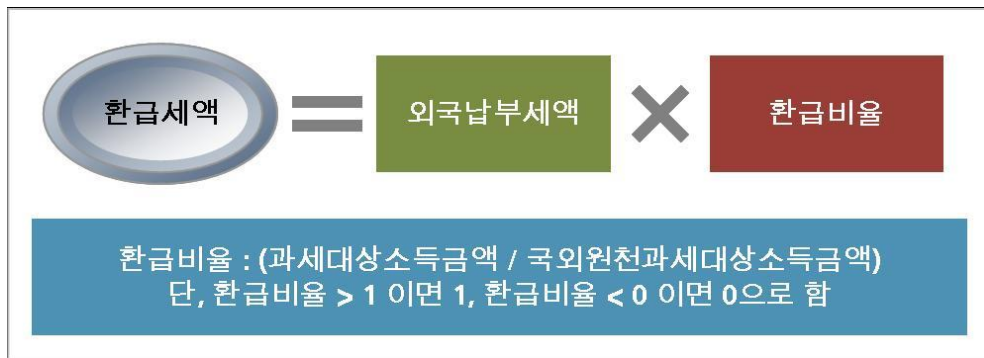 환급세액 = 외국납부세액 × 환급비율
환급비율 : (과세대상소득금액 / 국외원천과세대상소득금액)
단, 환급비율 > 1 이면 1, 환급비율 < 0 이면 0으로 함